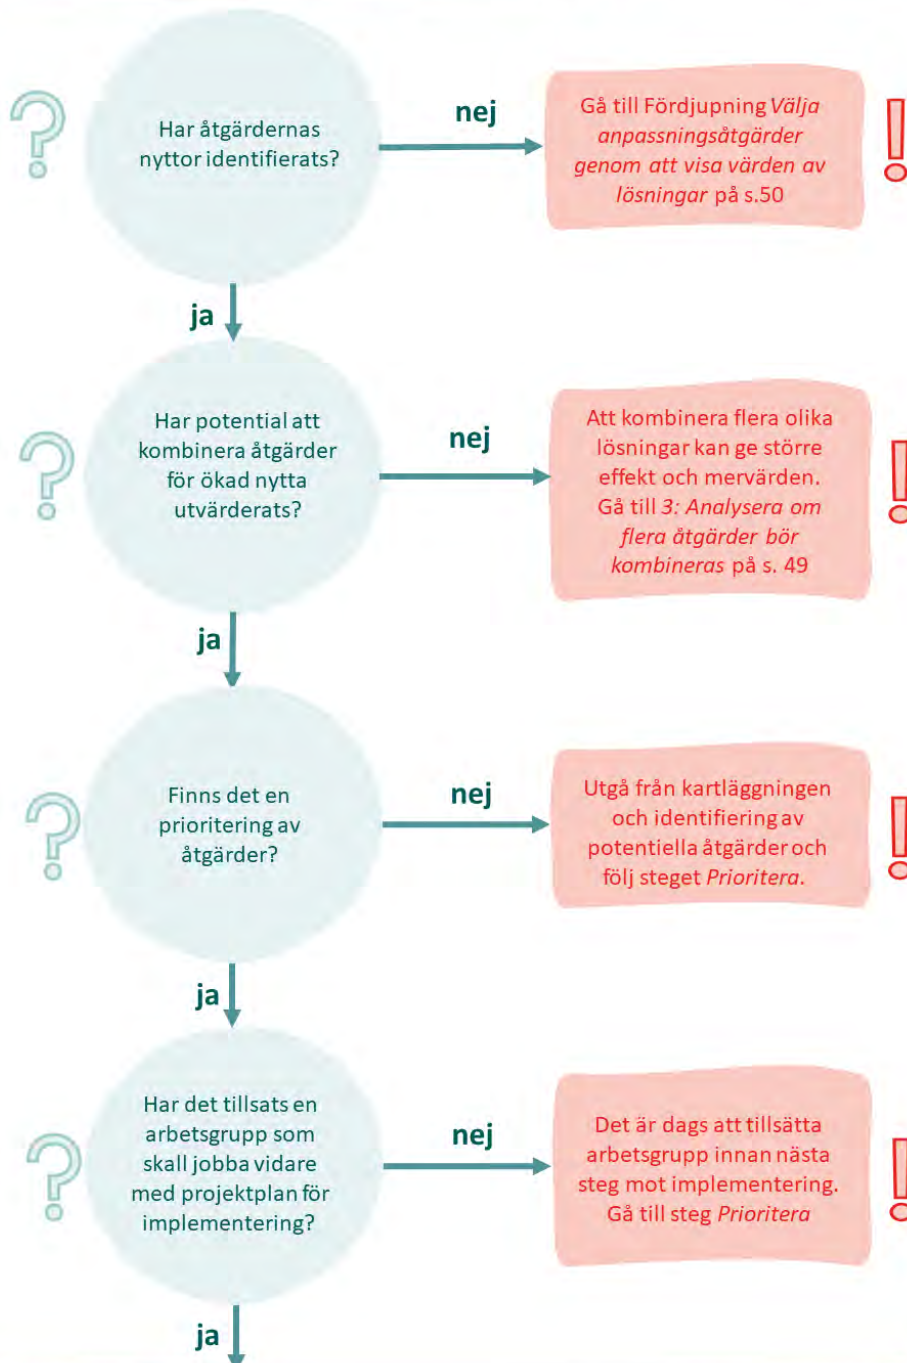 ?
Har åtgärdernas
nyttor identifierats?
nej
Gå till Fördjupning Välja
anpassningsåtgärder
genom att visa värden av
lösningar på s.50
!
ja
?
Har potential att
kombinera åtgärder
för ökad nytta
utvärderats?
nej
Att kombinera flera olika
lösningar kan ge större
effekt och mervärden.
Gå till 3: Analysera om
flera åtgärder bör
kombineras på s. 49
!
ja
?
Finns det en
prioritering av
åtgärder?
nej
Utgå från kartläggningen
och identifiering av
potentiella åtgärder och
följ steget Prioritera.
!
ja
?
Har det tillsats en
arbetsgrupp som
skall jobba vidare
med projektplan för
implementering?
nej
Det är dags att tillsätta
arbetsgrupp innan nästa
steg mot implementering.
Gå till steg Prioritera
!
ja